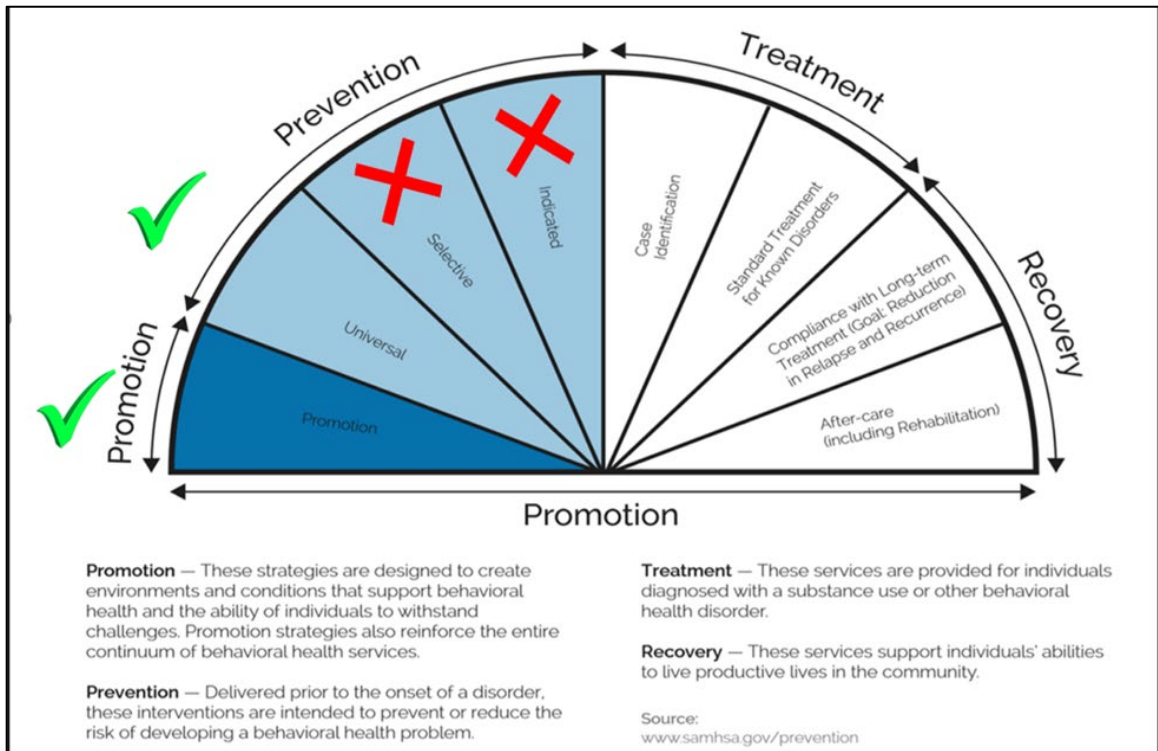 Prevention
Treatment
Promotion
Recovery
Promotion
Universal
Selective
Indicated
Case
Identification
Standard Treatment
for Known Disorders
Compliance with Long-term
Treatment (Goal: Reduction
in Relapse and Recurrence)
After-care
(including Rehabilitation)
Promotion
Promotion — These strategies are designed to create
environments and conditions that support behavioral
health and the ability of individuals to withstand
challenges. Promotion strategies also reinforce the entire
continuum of behavioral health services.
Prevention — Delivered prior to the onset of a disorder,
these interventions are intended to prevent or reduce the
risk of developing a behavioral health problem.
Treatment — These services are provided for individuals
diagnosed with a substance use or other behavioral
health disorder.
Recovery — These services support individuals' abilities
to live productive lives in the community.
Source:
www.samhsa.gov/prevention